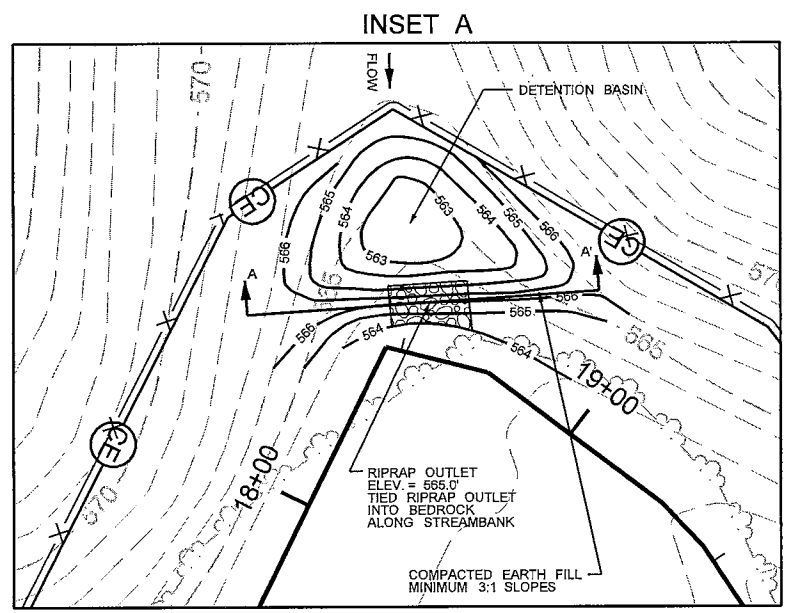 INSET A
FLOW
570
DETENTION BASIN
CE
565
564
563
564
565
566
CE
566
563
A
A'
570
565
566
565
565
566
564
564
19+00
CE
18+00
570
RIPRAP OUTLET
ELEV. = 565.0'
TIED RIPRAP OUTLET
INTO BEDROCK
ALONG STREAMBANK
COMPACTED EARTH FILL
MINIMUM 3:1 SLOPES